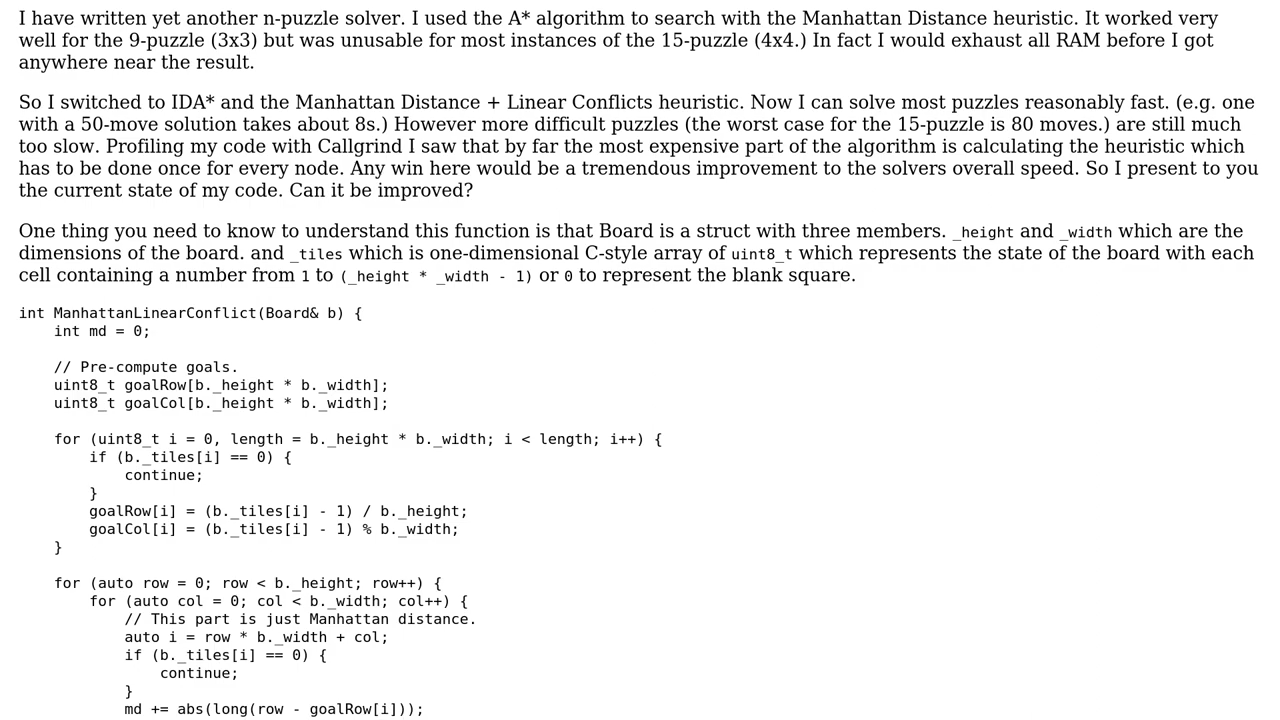 I have written yet another n-puzzle solver. I used the A* algorithm to search with the Manhattan Distance heuristic. It worked very
well for the 9-puzzle (3x3) but was unusable for most instances of the 15-puzzle (4x4.) In fact I would exhaust all RAM before I got
anywhere near the result.
So I switched to IDA* and the Manhattan Distance + Linear Conflicts heuristic. Now I can solve most puzzles reasonably fast. (e.g. one
with a 50-move solution takes about 8s.) However more difficult puzzles (the worst case for the 15-puzzle is 80 moves.) are still much
too slow. Profiling my code with Callgrind I saw that by far the most expensive part of the algorithm is calculating the heuristic which
has to be done once for every node. Any win here would be a tremendous improvement to the solvers overall speed. So I present to you
the current state of my code. Can it be improved?
One thing you need to know to understand this function is that Board is a struct with three members. _height and _width which are the
dimensions of the board. and _tiles which is one-dimensional C-style array of uint8_t which represents the state of the board with each
cell containing a number from 1 to (_height * _width - 1) or 0 to represent the blank square.
int ManhattanLinearConflict(Board& b) {
    int md = 0;
    // Pre-compute goals.
    uint8_t goalRow[b._height * b._width];
    uint8_t goalCol[b._height * b._width];
    for (uint8_t i = 0, length = b._height * b._width; i < length; i++) {
        if (b._tiles[i] == 0) {
            continue;
        }
        goalRow[i] = (b._tiles[i] - 1) / b._height;
        goalCol[i] = (b._tiles[i] - 1) % b._width;
    }
    for (auto row = 0; row < b._height; row++) {
        for (auto col = 0; col < b._width; col++) {
            // This part is just Manhattan distance.
            auto i = row * b._width + col;
            if (b._tiles[i] == 0) {
                continue;
            }
            md += abs(long(row - goalRow[i]));